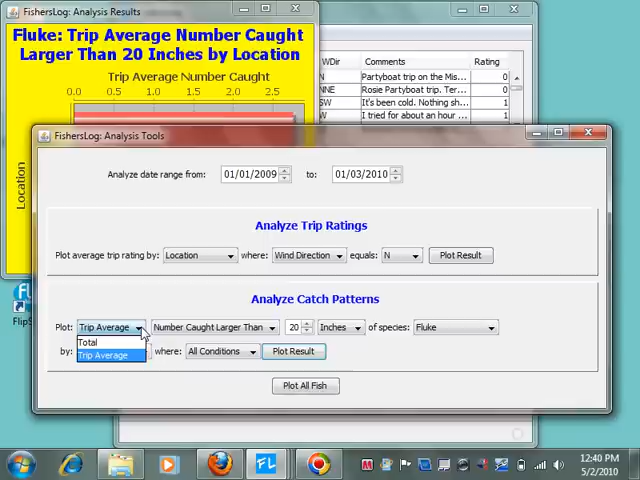 FishersLog: Analysis Results
Fluke: Trip Average Number Caught
Larger Than 20 Inches by Location
Trip Average Number Caught
0.0 0.5 1.0 1.5 2.0 2.5
Location
WDir Comments Rating
N Partyboat trip on the Mis... 0
NNE Rosie Partyboat trip. Ter... 0
SW It's been cold. Nothing sh... 1
W I tried for about an hour ... 1
FishersLog: Analysis Tools
Analyze date range from: 01/01/2009 to: 01/03/2010
Analyze Trip Ratings
Plot average trip rating by: Location where: Wind Direction equals: N Plot Result
Analyze Catch Patterns
Plot: Trip Average Number Caught Larger Than 20 Inches of species: Fluke
Total
Trip Average
by: where: All Conditions Plot Result
Plot All Fish
FlipS
FL
12:40 PM
5/2/2010